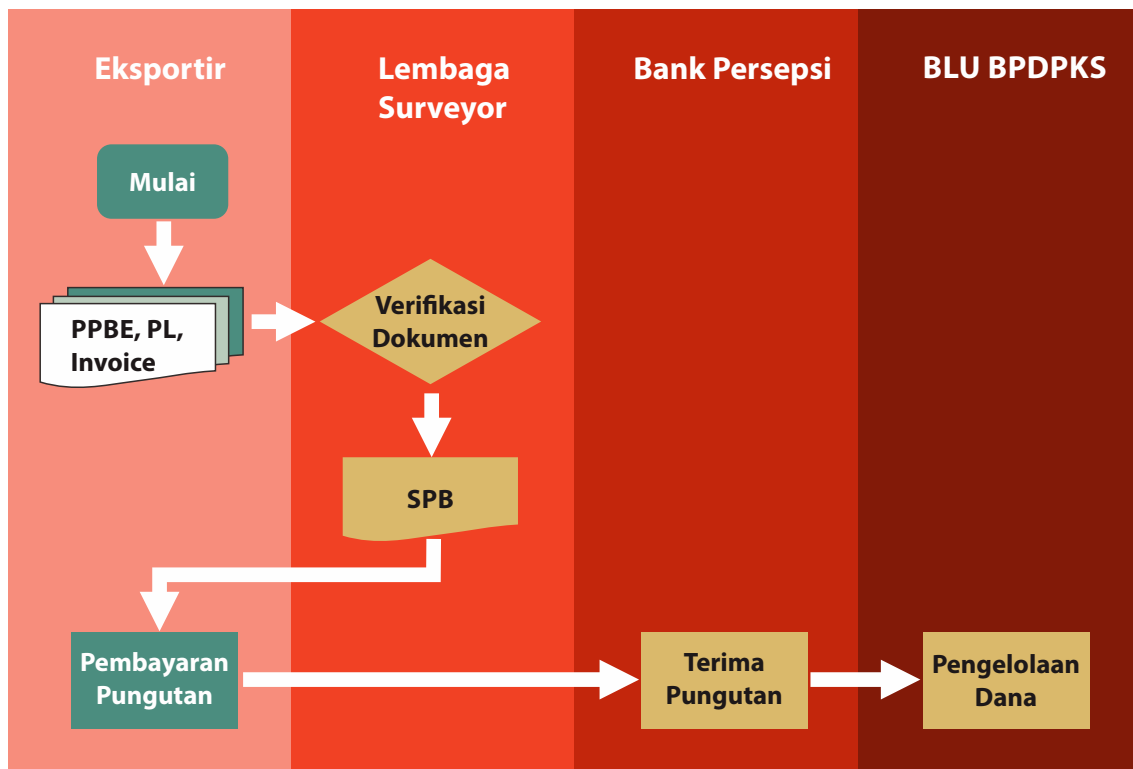 Eksportir
Lembaga
Surveyor
Bank Persepsi
BLU BPDPKS
Mulai
PPBE, PL,
Invoice
Verifikasi
Dokumen
SPB
Pembayaran
Pungutan
Terima
Pungutan
Pengelolaan
Dana